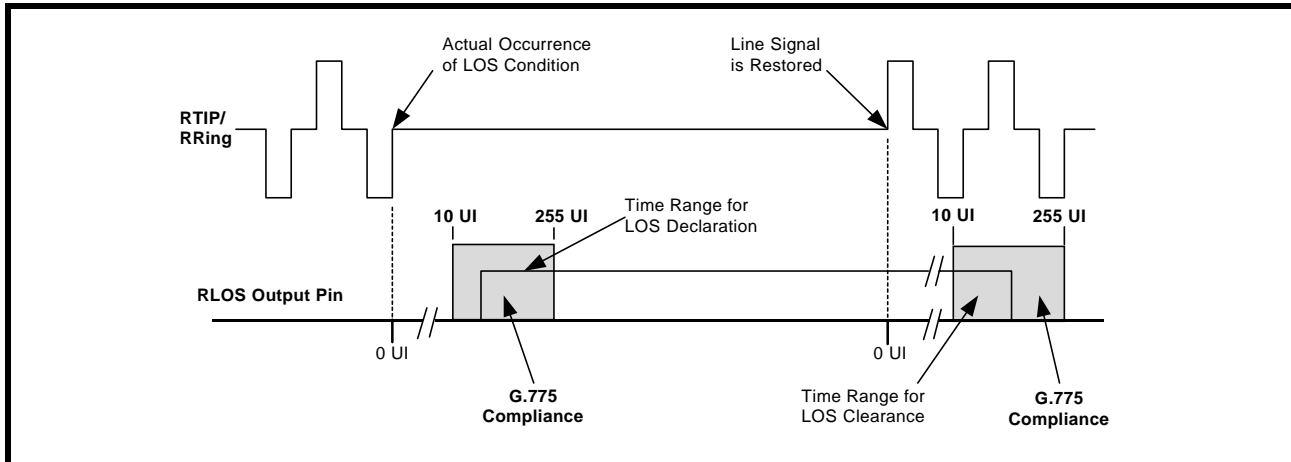 Actual Occurrence
of LOS Condition
Line Signal
is Restored
RTIP/
RRing
10 UI
255 UI
Time Range for
LOS Declaration
10 UI
255 UI
RLOS Output Pin
0 UI
0 UI
G.775
Compliance
Time Range for
LOS Clearance
G.775
Compliance